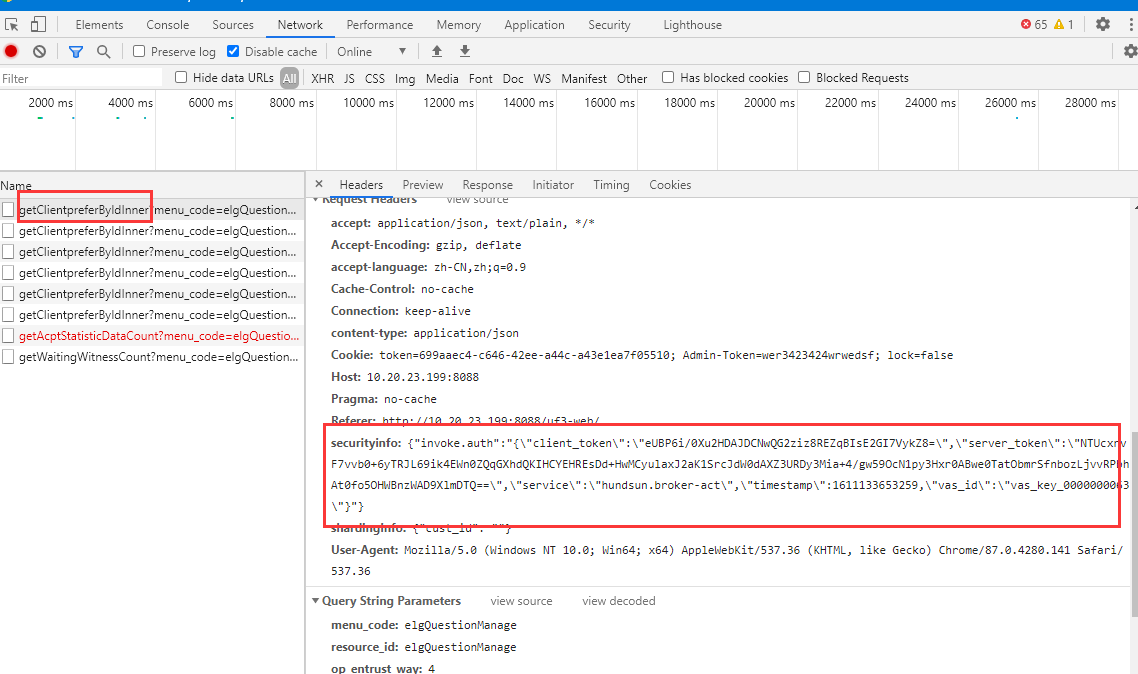 Elements Console Sources Network Performance Memory Application Security Lighthouse 65 1
Preserve log Disable cache Online
Filter Hide data URLs All XHR JS CSS Img Media Font Doc WS Manifest Other Has blocked cookies Blocked Requests
2000 ms 4000 ms 6000 ms 8000 ms 10000 ms 12000 ms 14000 ms 16000 ms 18000 ms 20000 ms 22000 ms 24000 ms 26000 ms 28000 ms
Name
getClientpreferByIdInner?menu_code=elgQuestion...
getClientpreferByIdInner?menu_code=elgQuestion...
getClientpreferByIdInner?menu_code=elgQuestion...
getClientpreferByIdInner?menu_code=elgQuestion...
getClientpreferByIdInner?menu_code=elgQuestion...
getClientpreferByIdInner?menu_code=elgQuestion...
getAcptStatisticDataCount?menu_code=elgQuestio...
getWaitingWitnessCount?menu_code=elgQuestion...
× Headers Preview Response Initiator Timing Cookies
Request Headers view source
accept: application/json, text/plain, */*
Accept-Encoding: gzip, deflate
accept-language: zh-CN,zh;q=0.9
Cache-Control: no-cache
Connection: keep-alive
content-type: application/json
Cookie: token=699aaec4-c646-42ee-a44c-a43e1ea7f05510; Admin-Token=wer3423424wrwedsf; lock=false
Host: 10.20.23.199:8088
Pragma: no-cache
Referer: http://10.20.23.199:8088/uf3-web/
securityinfo: {"invoke.auth":"{\"client_token\":\"eUBP6i/0Xu2HDAJDCNwQG2ziz8REZqBIsE2GI7VykZ8=\",\"server_token\":\"NTUcxrv
F7vvb0+6yTRJL69ik4EWn0ZQqGXhdQKIHCYEHREsDd+HwMCyu1axJ2aK1SrcJdW0dAXZ3URDy3Mia+4/gw59OcN1py3Hxr0ABwe0TatObmrSfnbozLjvvRPbh
At0fo5OHWBnzWAD9XlmDTQ==\",\"service\":\"hundsun.broker-act\",\"timestamp\":1611133653259,\"vas_id\":\"vas_key_0000000063
\"}"}
shardinginfo: {"cust_id": ""}
User-Agent: Mozilla/5.0 (Windows NT 10.0; Win64; x64) AppleWebKit/537.36 (KHTML, like Gecko) Chrome/87.0.4280.141 Safari/
537.36
Query String Parameters view source view decoded
menu_code: elgQuestionManage
resource_id: elgQuestionManage
op_entrust_way: 4